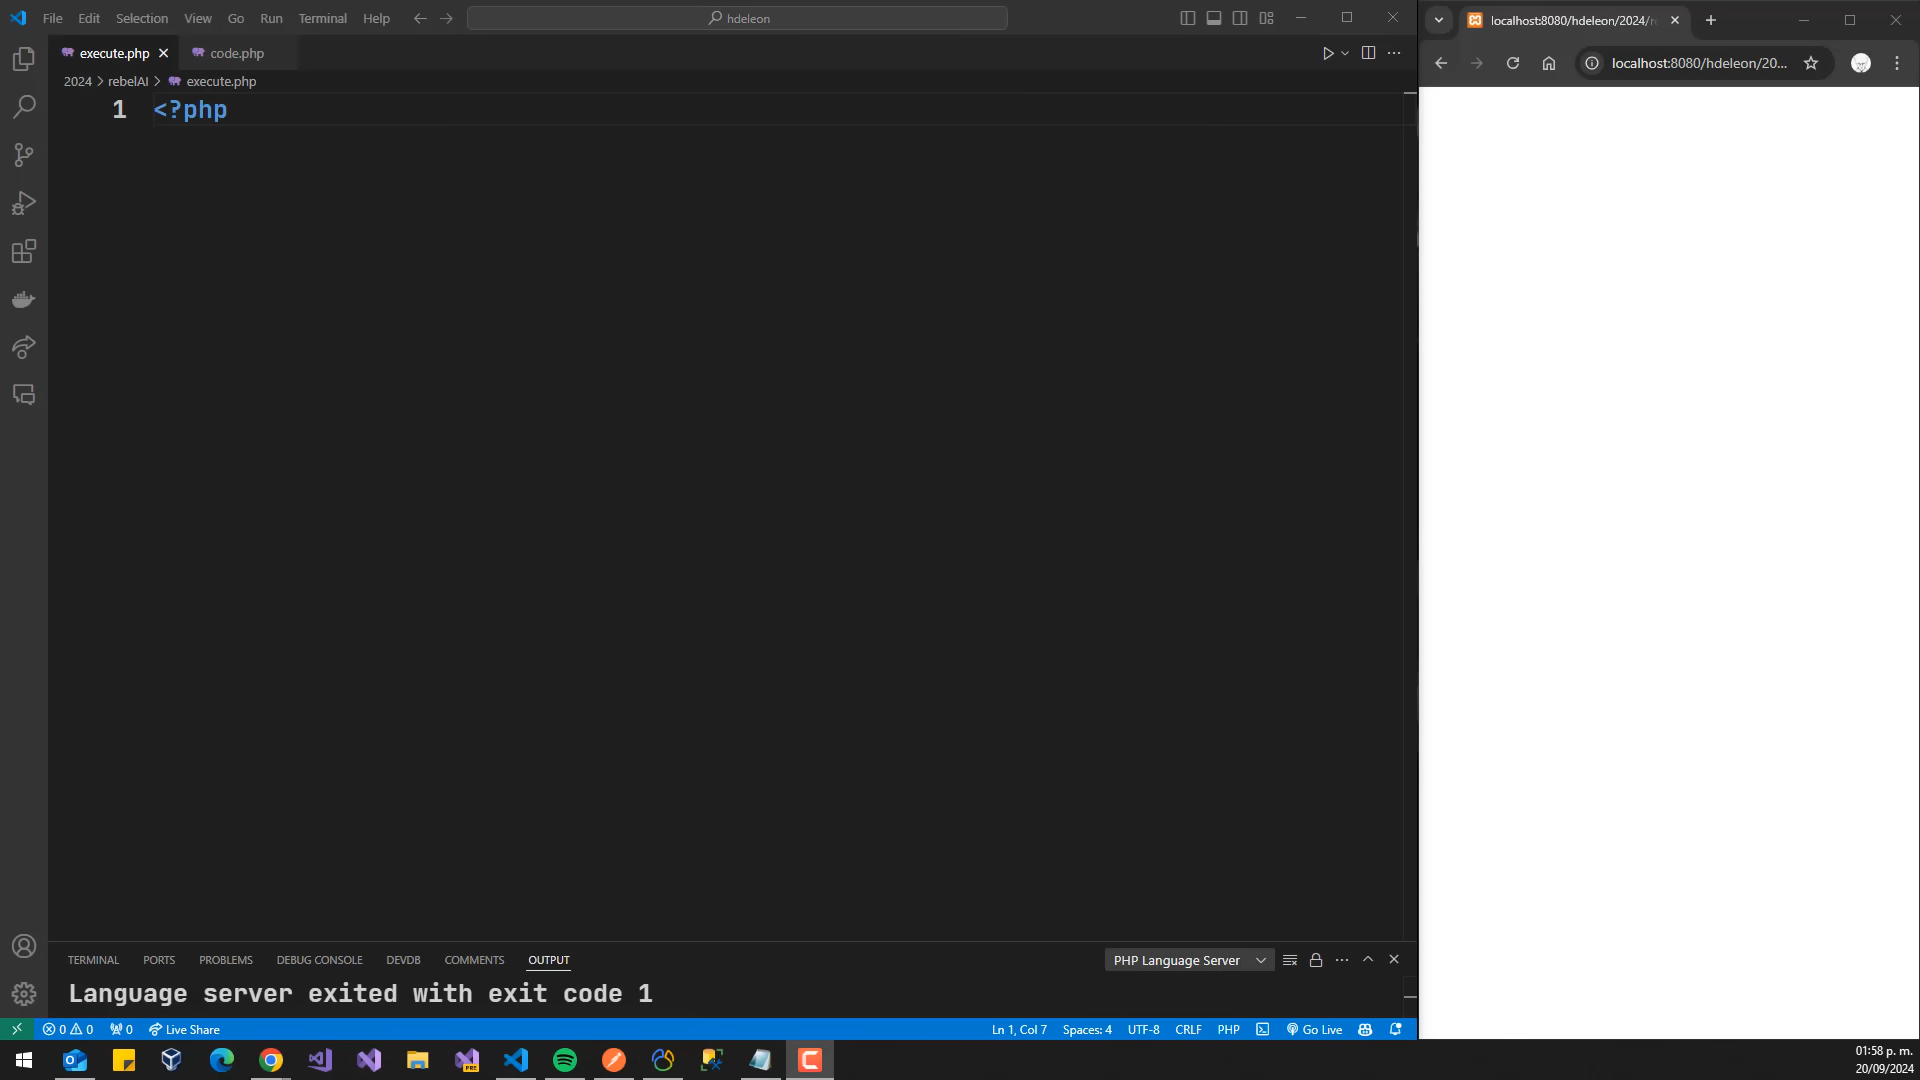 File Edit Selection View Go Run Terminal Help
hdeleon
execute.php
code.php
2024 > rebelAI > execute.php
1 <?php
TERMINAL PORTS PROBLEMS DEBUG CONSOLE DEVDB COMMENTS OUTPUT
PHP Language Server
Language server exited with exit code 1
0 0 0 Live Share
Ln 1, Col 7 Spaces: 4 UTF-8 CRLF PHP Go Live
localhost:8080/hdeleon/2024/
localhost:8080/hdeleon/20...
PRE
01:58 p. m.
20/09/2024